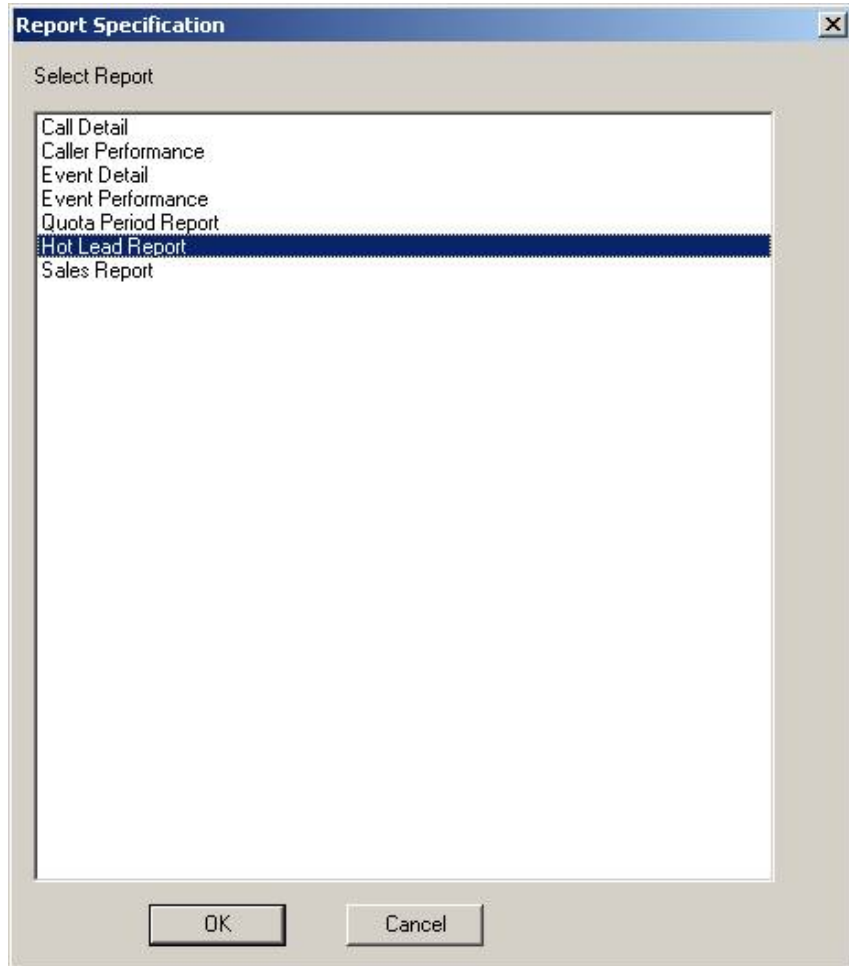 Report Specification
Select Report
Call Detail
Caller Performance
Event Detail
Event Performance
Quota Period Report
Hot Lead Report
Sales Report
OK
Cancel